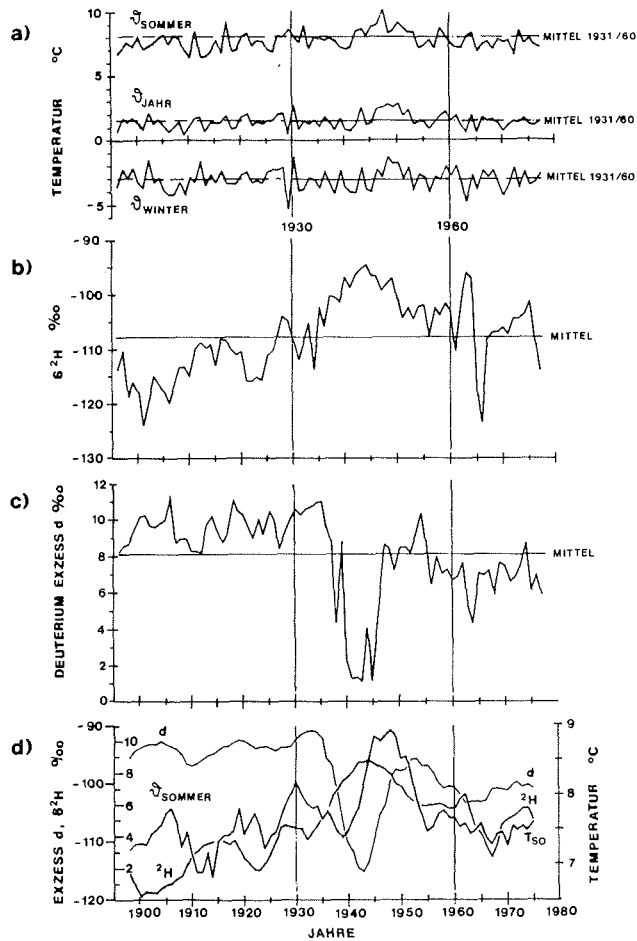 a)
TEMPERATUR °C
10
5
0
-5
ϑSOMMER
MITTEL 1931/60
ϑJAHR
MITTEL 1931/60
MITTEL 1931/60
ϑWINTER
1930
1960
b)
δ²H ‰
-90
-100
-110
-120
-130
MITTEL
c)
DEUTERIUM EXZESS d ‰
12
10
8
6
4
2
0
MITTEL
d)
EXZESS d, δ²H ‰
-90
-100
-110
-120
10
8
6
4
2
d
ϑSOMMER
²H
d
²H
TSO
9
8
7
TEMPERATUR °C
1900 1910 1920 1930 1940 1950 1960 1970 1980
JAHRE